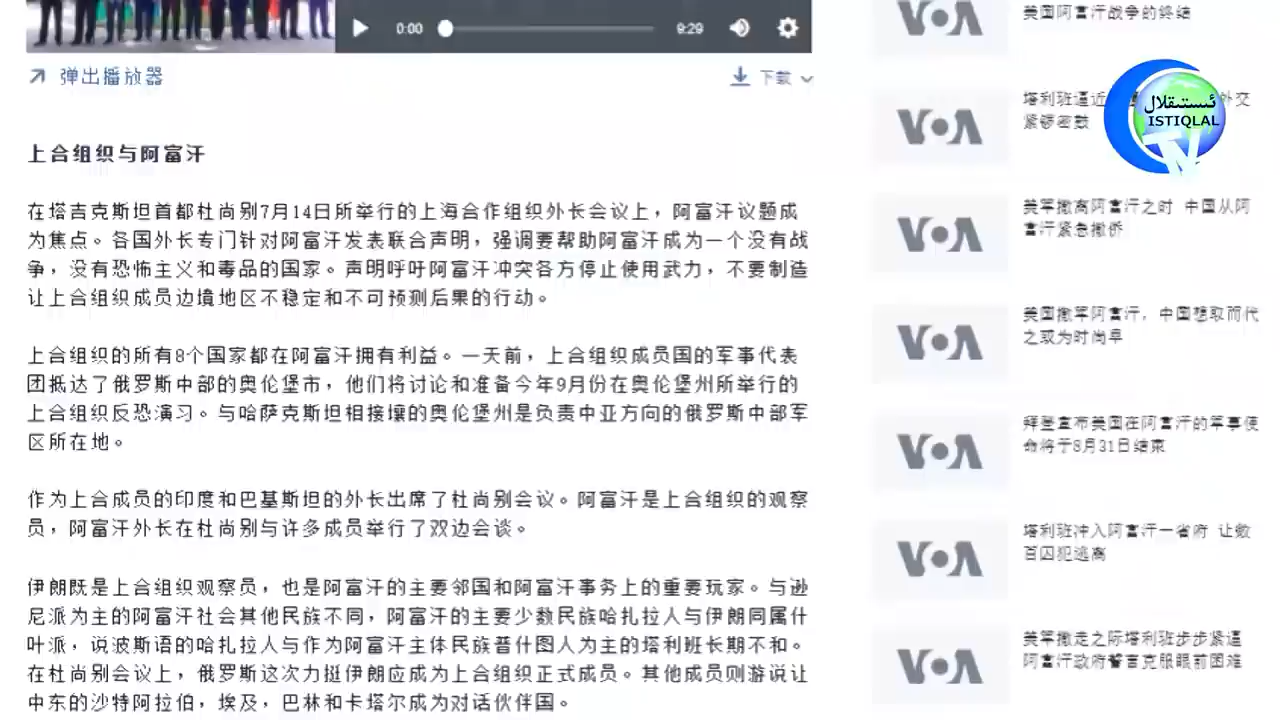 0:00
9:29
弹出播放器
下载
上合组织与阿富汗
在塔吉克斯坦首都杜尚别7月14日所举行的上海合作组织外长会议上，阿富汗议题成
为焦点。各国外长专门针对阿富汗发表联合声明，强调要帮助阿富汗成为一个没有战
争，没有恐怖主义和毒品的国家。声明呼吁阿富汗冲突各方停止使用武力，不要制造
让上合组织成员边境地区不稳定和不可预测后果的行动。
上合组织的所有8个国家都在阿富汗拥有利益。一天前，上合组织成员国的军事代表
团抵达了俄罗斯中部的奥伦堡市，他们将讨论和准备今年9月份在奥伦堡州所举行的
上合组织反恐演习。与哈萨克斯坦相接壤的奥伦堡州是负责中亚方向的俄罗斯中部军
区所在地。
作为上合成员的印度和巴基斯坦的外长出席了杜尚别会议。阿富汗是上合组织的观察
员，阿富汗外长在杜尚别与许多成员举行了双边会谈。
伊朗既是上合组织观察员，也是阿富汗的主要邻国和阿富汗事务上的重要玩家。与逊
尼派为主的阿富汗社会其他民族不同，阿富汗的主要少数民族哈扎拉人与伊朗同属什
叶派，说波斯语的哈扎拉人与作为阿富汗主体民族普什图人为主的塔利班长期不和。
在杜尚别会议上，俄罗斯这次力挺伊朗应成为上合组织正式成员。其他成员则游说让
中东的沙特阿拉伯，埃及，巴林和卡塔尔成为对话伙伴国。
VOA
美国阿富汗战争的终结
VOA
塔利班逼近
外交
紧锣密鼓
VOA
美军撤离阿富汗之时 中国从阿
富汗紧急撤侨
VOA
美国撤军阿富汗，中国想取而代
之或为时尚早
VOA
拜登宣布美国在阿富汗的军事使
命将于8月31日结束
VOA
塔利班冲入阿富汗一省府 让数
百囚犯逃离
VOA
美军撤走之际塔利班步步紧逼
阿富汗政府誓言克服眼前困难
ئىستىقلال
ISTIQLAL
TV